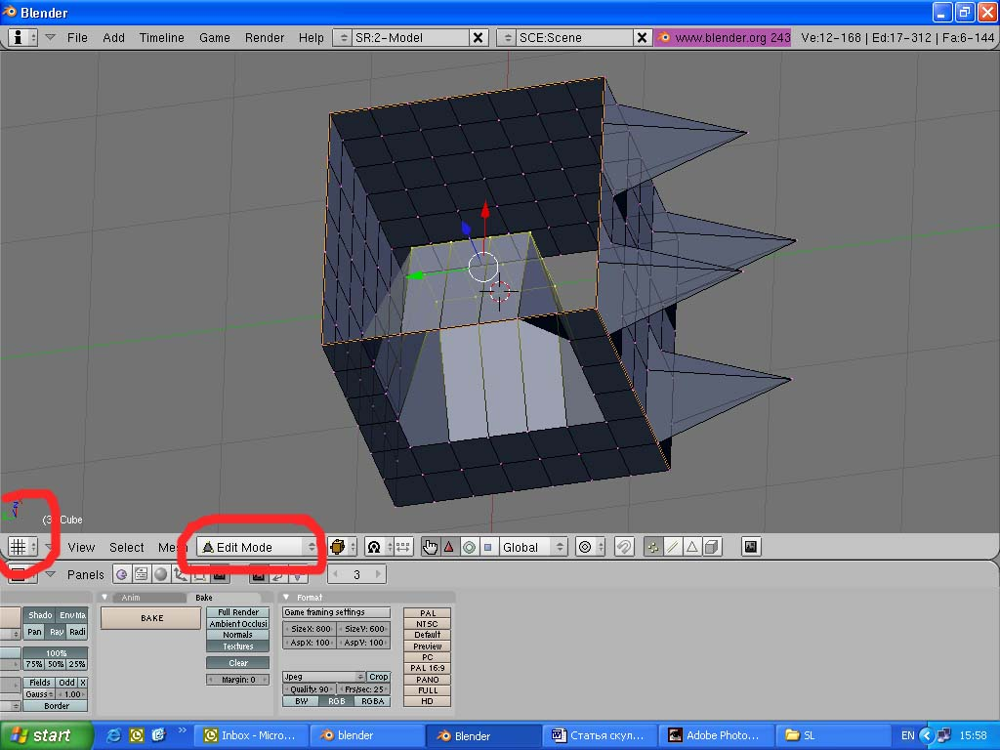 Blender
File Add Timeline Game Render Help SR:2-Model SCE:Scene www.blender.org 243 Ve:12-168 | Ed:17-312 | Fa:6-144
Cube
View Select Edit Mode Global
Panels 3
Anim Bake Format
Shado EnvMa BAKE Full Render Game framing settings PAL
Pan Ray Radi Ambient Occlusi SizeX: 800 SizeY: 600 NTSC
Normals AspX: 100 AspY: 100 Default
100% Textures Preview
75% 50% 25% Clear PC
Margin: 0 Jpeg Crop PAL 16:9
Fields Odd X Quality: 90 Frs/sec: 25 PANO
Gauss 1.00 BW RGB RGBA FULL
Border HD
start Inbox - Micro... blender Blender Статья скул... Adobe Photo... SL EN 15:58